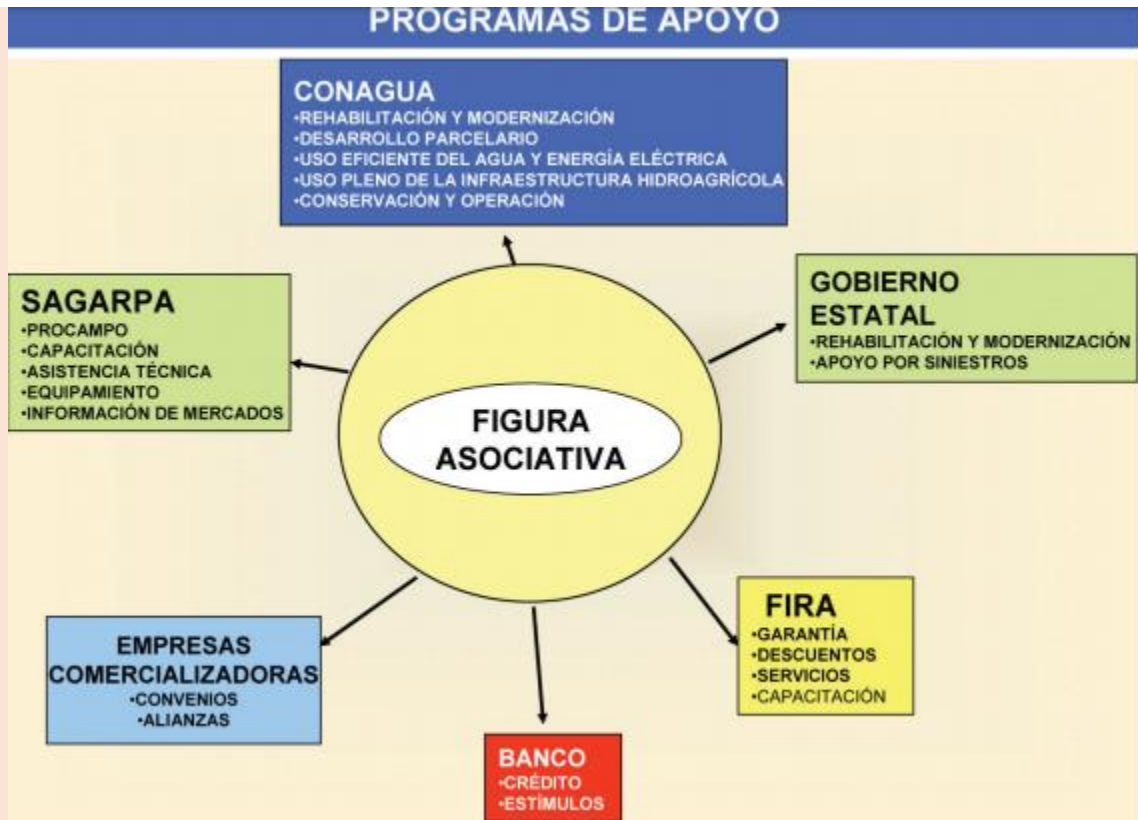 PROGRAMAS DE APOYO
CONAGUA
•REHABILITACIÓN Y MODERNIZACIÓN
•DESARROLLO PARCELARIO
•USO EFICIENTE DEL AGUA Y ENERGÍA ELÉCTRICA
•USO PLENO DE LA INFRAESTRUCTURA HIDROAGRÍCOLA
•CONSERVACIÓN Y OPERACIÓN
SAGARPA
•PROCAMPO
•CAPACITACIÓN
•ASISTENCIA TÉCNICA
•EQUIPAMIENTO
•INFORMACIÓN DE MERCADOS
GOBIERNO
ESTATAL
•REHABILITACIÓN Y MODERNIZACIÓN
•APOYO POR SINIESTROS
FIGURA
ASOCIATIVA
EMPRESAS
COMERCIALIZADORAS
•CONVENIOS
•ALIANZAS
FIRA
•GARANTÍA
•DESCUENTOS
•SERVICIOS
•CAPACITACIÓN
BANCO
•CRÉDITO
•ESTÍMULOS